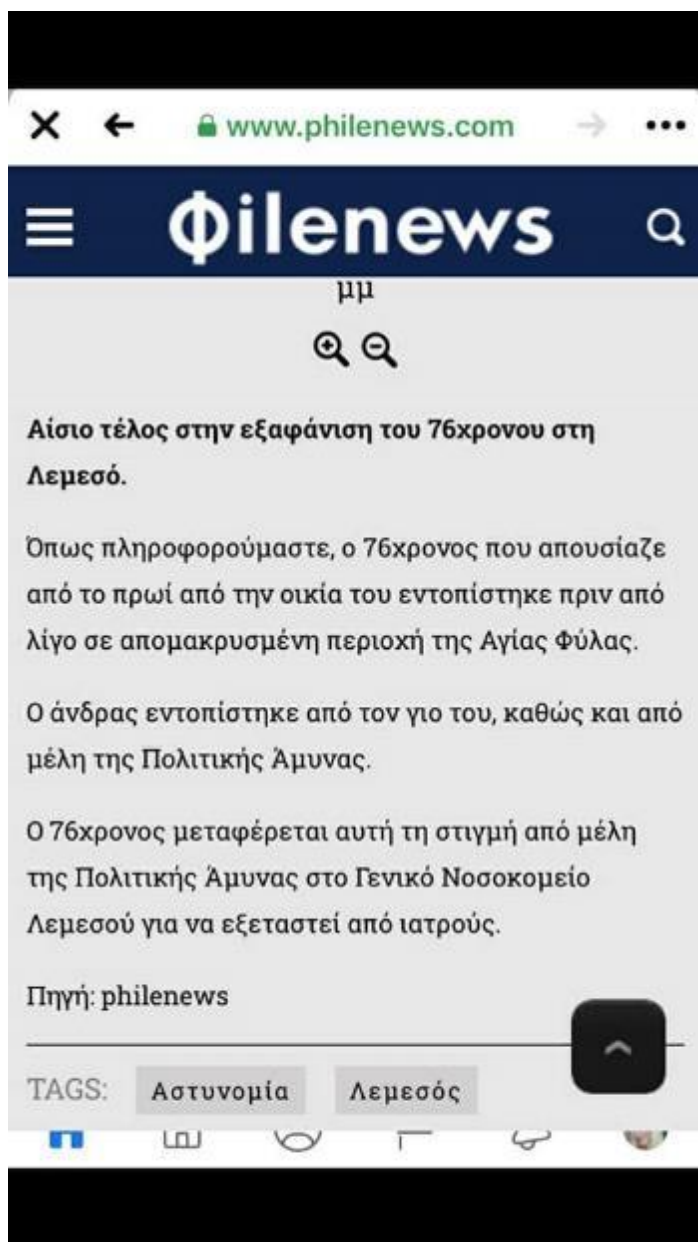 www.philenews.com
Φilenews
μμ
Αίσιο τέλος στην εξαφάνιση του 76χρονου στη
Λεμεσό.
Όπως πληροφορούμαστε, ο 76χρονος που απουσίαζε
από το πρωί από την οικία του εντοπίστηκε πριν από
λίγο σε απομακρυσμένη περιοχή της Αγίας Φύλας.
Ο άνδρας εντοπίστηκε από τον γιο του, καθώς και από
μέλη της Πολιτικής Άμυνας.
Ο 76χρονος μεταφέρεται αυτή τη στιγμή από μέλη
της Πολιτικής Άμυνας στο Γενικό Νοσοκομείο
Λεμεσού για να εξεταστεί από ιατρούς.
Πηγή: philenews
TAGS: Αστυνομία Λεμεσός